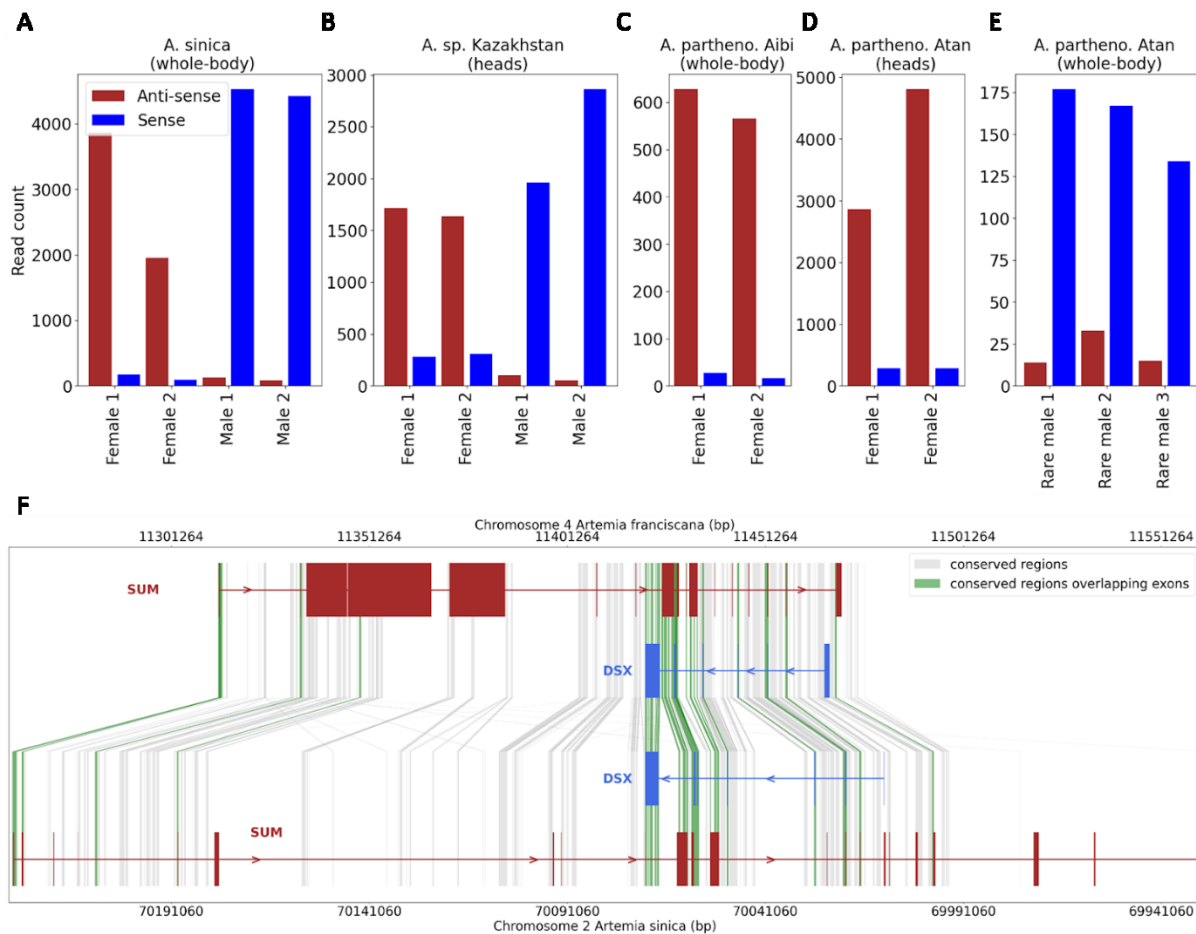 A
B
C
D
E
A. sinica
(whole-body)
A. sp. Kazakhstan
(heads)
A. partheno. Aibi
(whole-body)
A. partheno. Atan
(heads)
A. partheno. Atan
(whole-body)
Anti-sense
Sense
Read count
4000
3000
2000
1000
0
3000
2500
2000
1500
1000
500
0
600
500
400
300
200
100
0
5000
4000
3000
2000
1000
0
175
150
125
100
75
50
25
0
Female 1
Female 2
Male 1
Male 2
Female 1
Female 2
Male 1
Male 2
Female 1
Female 2
Female 1
Female 2
Rare male 1
Rare male 2
Rare male 3
F
Chromosome 4 Artemia franciscana (bp)
11301264 11351264 11401264 11451264 11501264 11551264
conserved regions
conserved regions overlapping exons
SUM
DSX
DSX
SUM
70191060 70141060 70091060 70041060 69991060 69941060
Chromosome 2 Artemia sinica (bp)